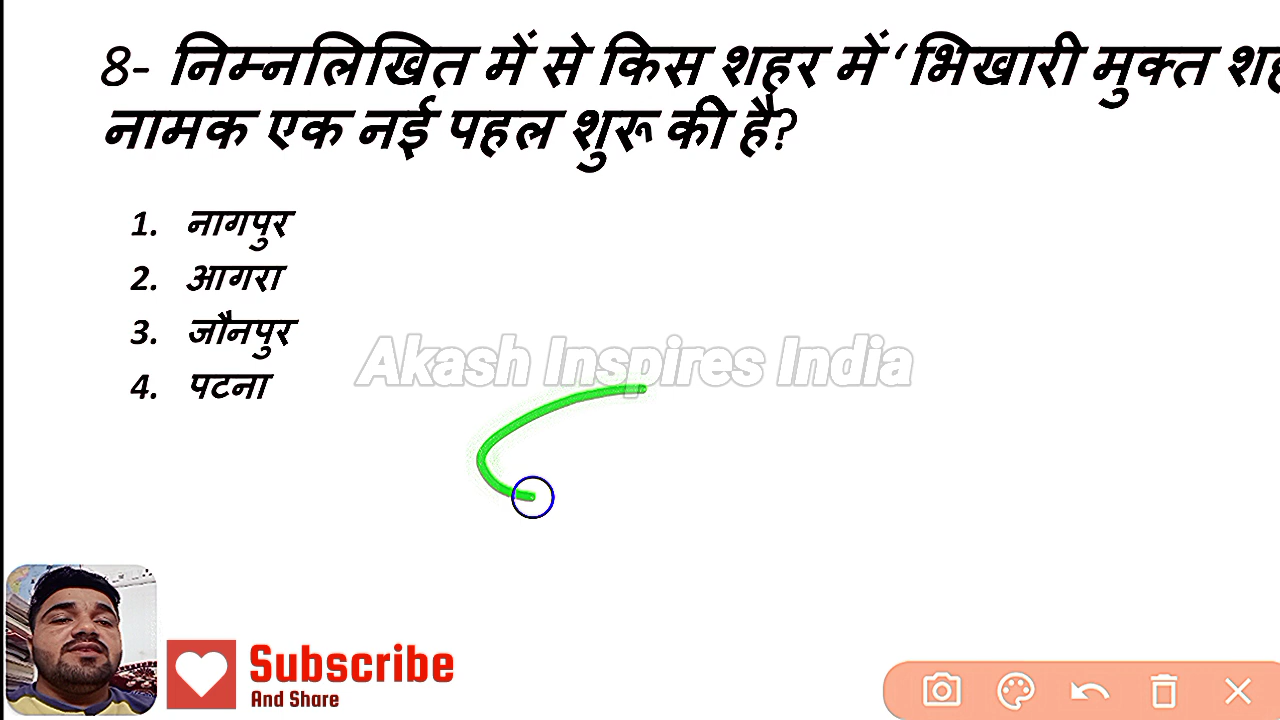 8- निम्नलिखित में से किस शहर में ‘भिखारी मुक्त
नामक एक नई पहल शुरू की है?
1. नागपुर
2. आगरा
3. जौनपुर
4. पटना
Akash Inspires India
Subscribe
And Share